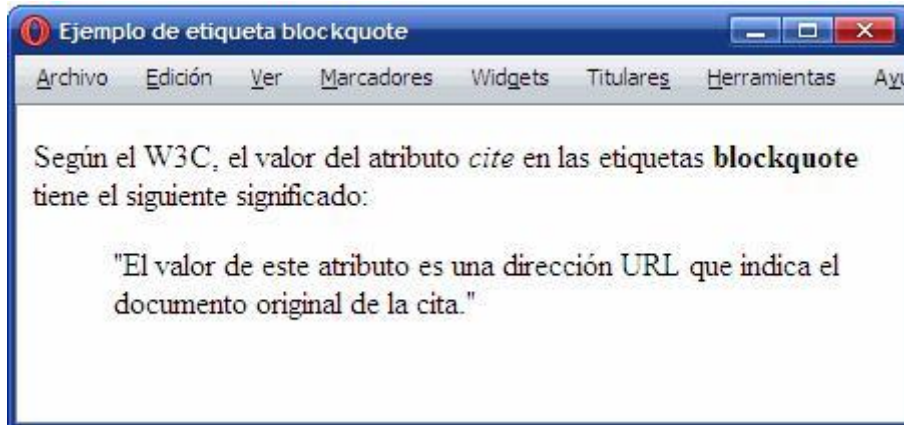 Ejemplo de etiqueta blockquote
Archivo Edición Ver Marcadores Widgets Titulares Herramientas
Según el W3C, el valor del atributo cite en las etiquetas blockquote
tiene el siguiente significado:
"El valor de este atributo es una dirección URL que indica el
documento original de la cita."